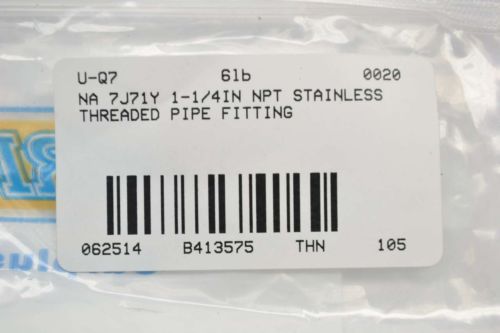 U-Q7 6lb 0020
NA 7J71Y 1-1/4IN NPT STAINLESS
THREADED PIPE FITTING
062514 B413575 THN 105